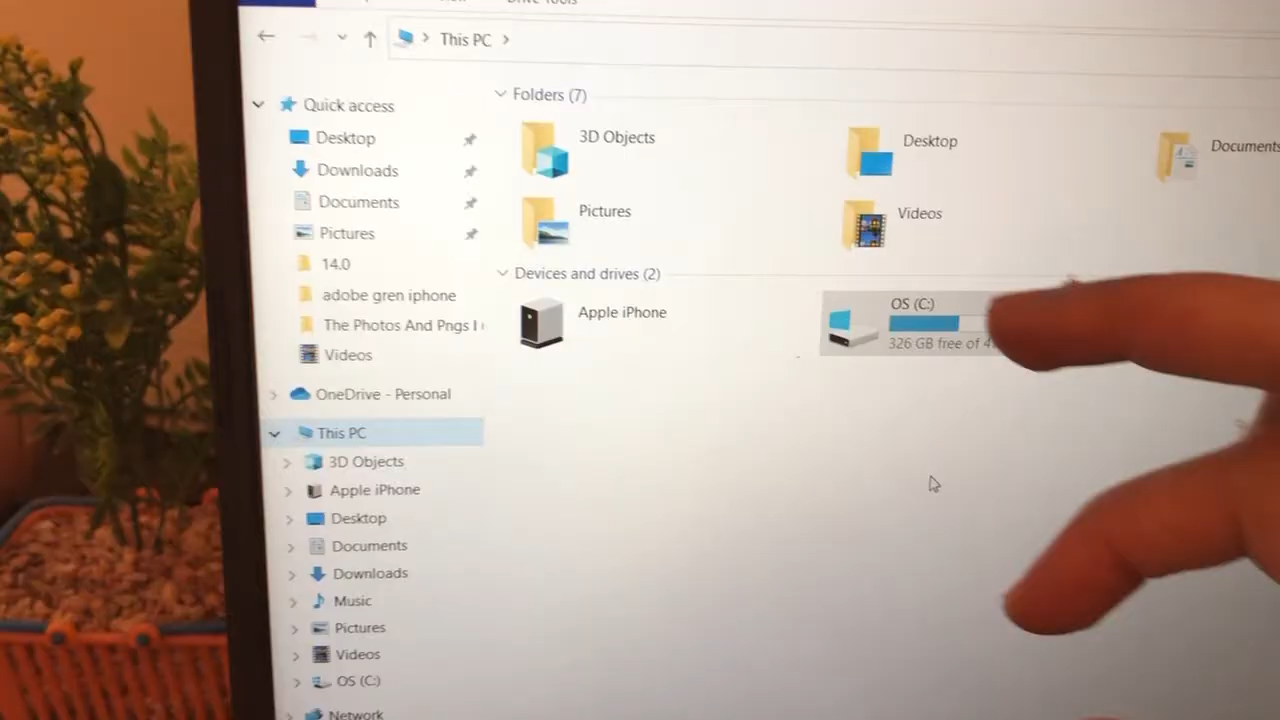 Drive Tools
This PC
Quick access
Desktop
Downloads
Documents
Pictures
14.0
adobe gren iphone
The Photos And Pngs I
Videos
OneDrive - Personal
This PC
3D Objects
Apple iPhone
Desktop
Documents
Downloads
Music
Pictures
Videos
OS (C:)
Network
Folders (7)
3D Objects
Desktop
Documents
Pictures
Videos
Devices and drives (2)
Apple iPhone
OS (C:)
326 GB free of